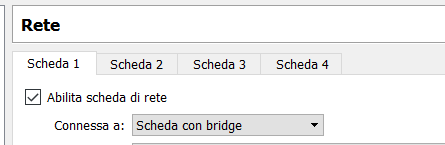 Rete
Scheda 1 Scheda 2 Scheda 3 Scheda 4
Abilita scheda di rete
Connessa a: Scheda con bridge